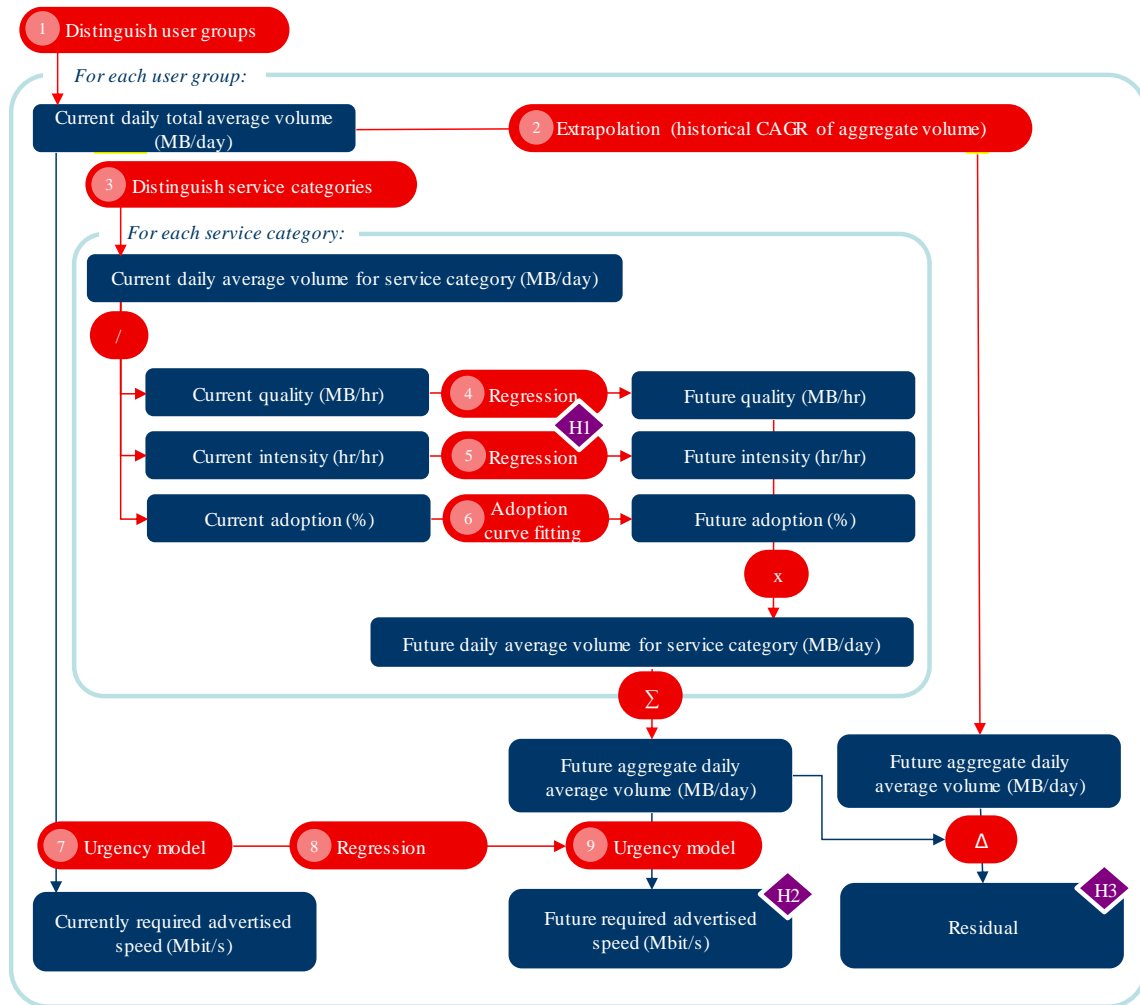 1 Distinguish user groups
For each user group:
Current daily total average volume
(MB/day)
2 Extrapolation (historical CAGR of aggregate volume)
3 Distinguish service categories
For each service category:
Current daily average volume for service category (MB/day)
/
Current quality (MB/hr)
4 Regression
Future quality (MB/hr)
H1
Current intensity (hr/hr)
5 Regression
Future intensity (hr/hr)
Current adoption (%)
6 Adoption
curve fitting
Future adoption (%)
x
Future daily average volume for service category (MB/day)
∑
Future aggregate daily
average volume (MB/day)
Future aggregate daily
average volume (MB/day)
7 Urgency model
8 Regression
9 Urgency model
Δ
Currently required advertised
speed (Mbit/s)
Future required advertised
speed (Mbit/s)
H2
Residual
H3